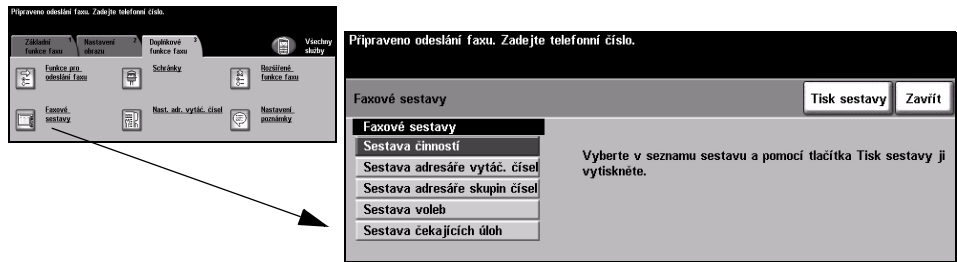 Připraveno odeslání faxu. Zadejte telefonní číslo.
Základní funkce faxu 1
Nastavení obrazu 2
Doplňkové funkce faxu 3
Všechny služby
Funkce pro odeslání faxu
Schránky
Rozšířené funkce faxu
Faxové sestavy
Nast. adr. vytáč. čísel
Nastavení poznámky
Připraveno odeslání faxu. Zadejte telefonní číslo.
Faxové sestavy
Tisk sestavy
Zavřít
Faxové sestavy
Sestava činností
Sestava adresáře vytáč. čísel
Sestava adresáře skupin čísel
Sestava voleb
Sestava čekajících úloh
Vyberte v seznamu sestavu a pomocí tlačítka Tisk sestavy ji
vytiskněte.